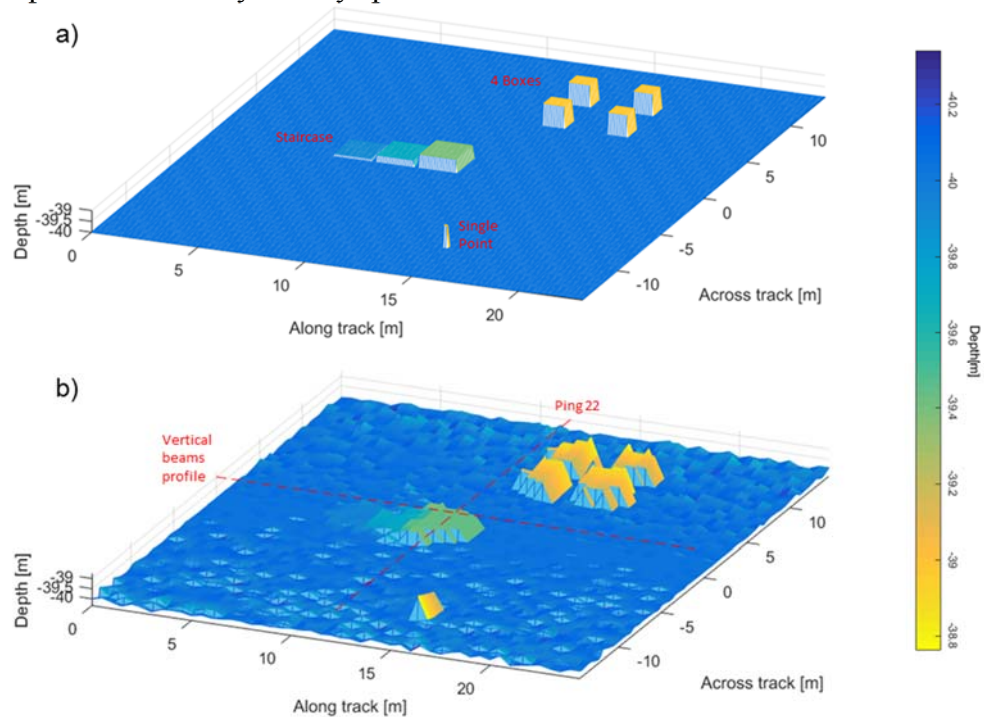 a)
4 Boxes
Staircase
Single
Point
Depth [m]
-39
-39.5
-40
0
5
10
15
20
Along track [m]
10
5
0
-5
-10
Across track [m]
-40.2
-40
-39.8
-39.6
-39.4
-39.2
-39
-38.8
Depth[m]
b)
Ping 22
Vertical
beams
profile
Depth [m]
-39
-39.5
-40
0
5
10
15
20
Along track [m]
10
5
0
-5
-10
Across track [m]